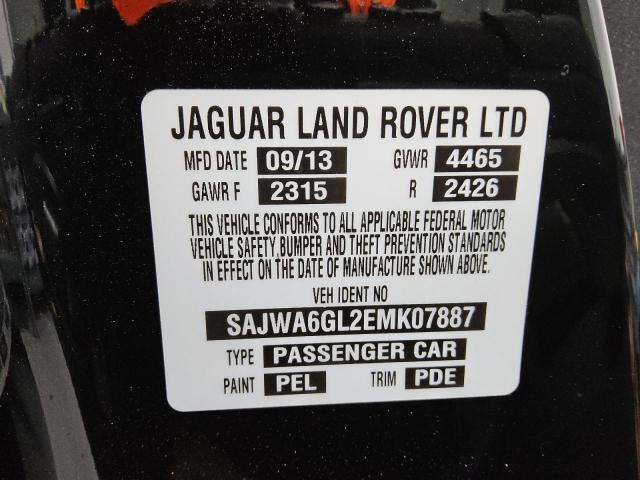 JAGUAR LAND ROVER LTD
MFD DATE 09/13 GVWR 4465
GAWR F 2315 R 2426
THIS VEHICLE CONFORMS TO ALL APPLICABLE FEDERAL MOTOR
VEHICLE SAFETY, BUMPER AND THEFT PREVENTION STANDARDS
IN EFFECT ON THE DATE OF MANUFACTURE SHOWN ABOVE.
VEH IDENT NO
SAJWA6GL2EMK07887
TYPE PASSENGER CAR
PAINT PEL TRIM PDE